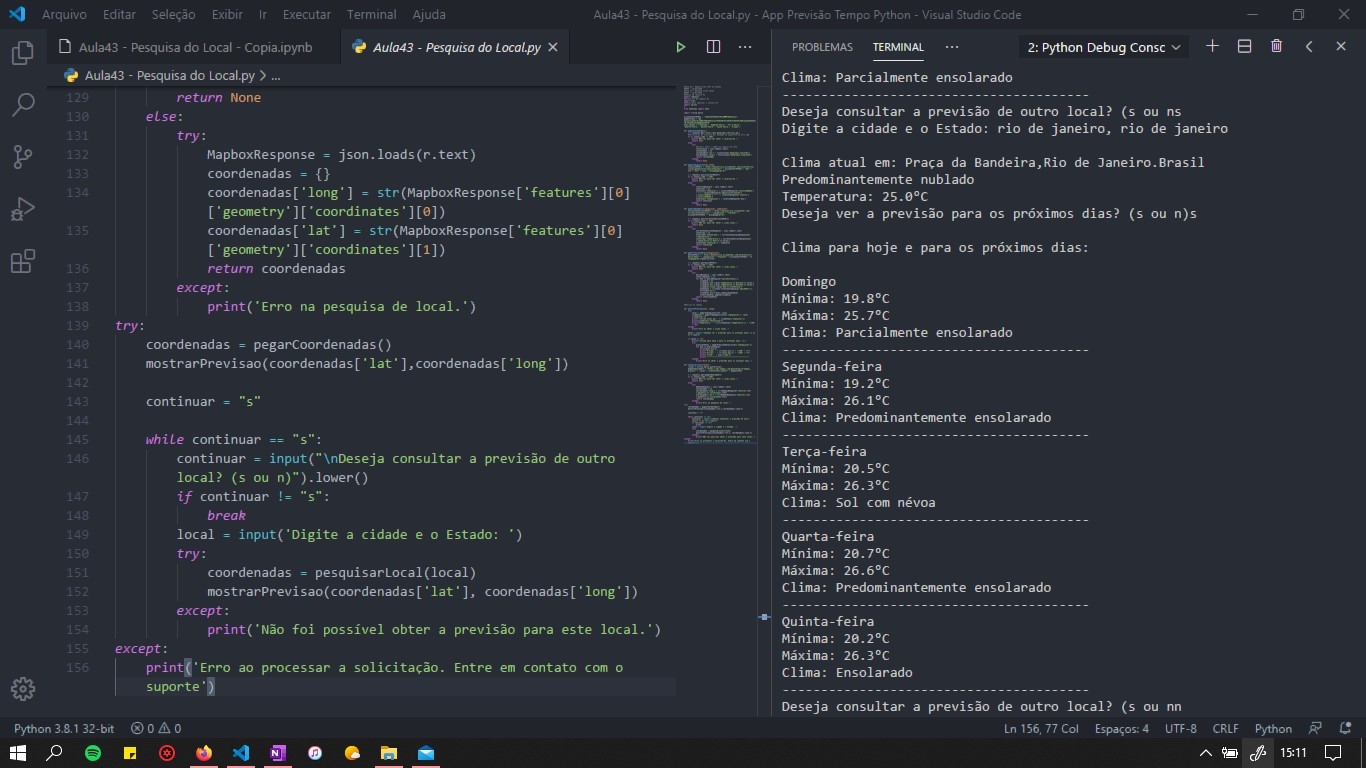 Arquivo Editar Seleção Exibir Ir Executar Terminal Ajuda Aula43 - Pesquisa do Local.py - App Previsão Tempo Python - Visual Studio Code
Aula43 - Pesquisa do Local - Copia.ipynb
Aula43 - Pesquisa do Local.py
Aula43 - Pesquisa do Local.py > ...
129 return None
130 else:
131 try:
132 MapboxResponse = json.loads(r.text)
133 coordenadas = {}
134 coordenadas['long'] = str(MapboxResponse['features'][0]
['geometry']['coordinates'][0])
135 coordenadas['lat'] = str(MapboxResponse['features'][0]
['geometry']['coordinates'][1])
136 return coordenadas
137 except:
138 print('Erro na pesquisa de local.')
139 try:
140 coordenadas = pegarCoordenadas()
141 mostrarPrevisao(coordenadas['lat'],coordenadas['long'])
142
143 continuar = "s"
144
145 while continuar == "s":
146 continuar = input("\nDeseja consultar a previsão de outro
local? (s ou n)").lower()
147 if continuar != "s":
148 break
149 local = input('Digite a cidade e o Estado: ')
150 try:
151 coordenadas = pesquisarLocal(local)
152 mostrarPrevisao(coordenadas['lat'], coordenadas['long'])
153 except:
154 print('Não foi possível obter a previsão para este local.')
155 except:
156 print('Erro ao processar a solicitação. Entre em contato com o
suporte')
PROBLEMAS TERMINAL ... 2: Python Debug Consc
Clima: Parcialmente ensolarado
---------------------------------------
Deseja consultar a previsão de outro local? (s ou ns
Digite a cidade e o Estado: rio de janeiro, rio de janeiro
Clima atual em: Praça da Bandeira,Rio de Janeiro.Brasil
Predominantemente nublado
Temperatura: 25.0ºC
Deseja ver a previsão para os próximos dias? (s ou n)s
Clima para hoje e para os próximos dias:
Domingo
Mínima: 19.8ºC
Máxima: 25.7ºC
Clima: Parcialmente ensolarado
---------------------------------------
Segunda-feira
Mínima: 19.2ºC
Máxima: 26.1ºC
Clima: Predominantemente ensolarado
---------------------------------------
Terça-feira
Mínima: 20.5ºC
Máxima: 26.3ºC
Clima: Sol com névoa
---------------------------------------
Quarta-feira
Mínima: 20.7ºC
Máxima: 26.6ºC
Clima: Predominantemente ensolarado
---------------------------------------
Quinta-feira
Mínima: 20.2ºC
Máxima: 26.3ºC
Clima: Ensolarado
---------------------------------------
Deseja consultar a previsão de outro local? (s ou nn
Python 3.8.1 32-bit 0 0 Ln 156, 77 Col Espaços: 4 UTF-8 CRLF Python
15:11